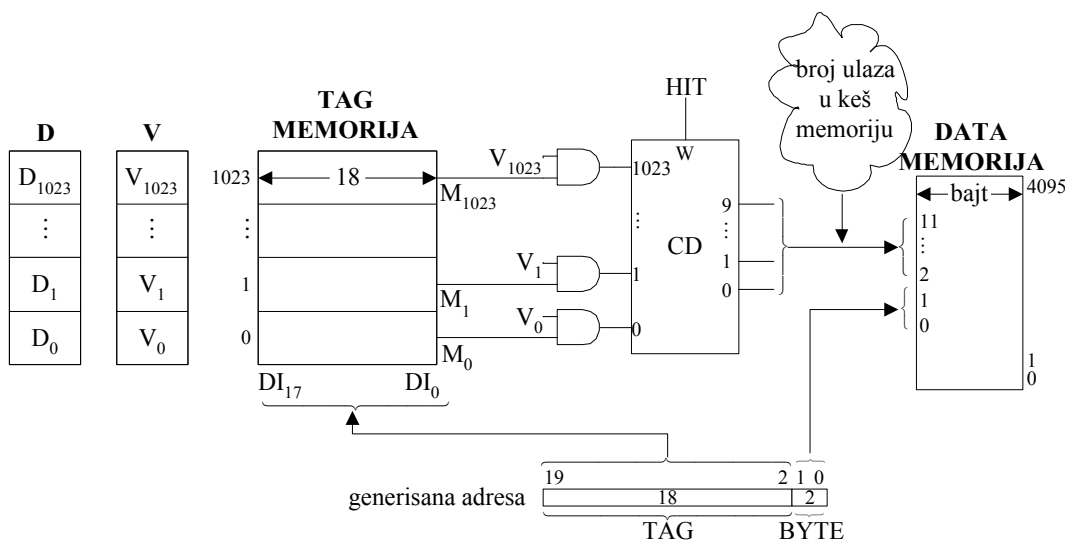 broj ulaza
u keš
memoriju
HIT
TAG
MEMORIJA
D
V
DATA
MEMORIJA
D1023
V1023
1023
18
M1023
V1023
1023
W
9
bajt
4095
⋮
⋮
⋮
⋮
⋮
CD
11
⋮
2
D1
V1
1
M1
V1
1
1
1
0
D0
V0
0
M0
V0
0
0
1
0
DI17
DI0
19
2
1 0
generisana adresa
18
2
TAG
BYTE